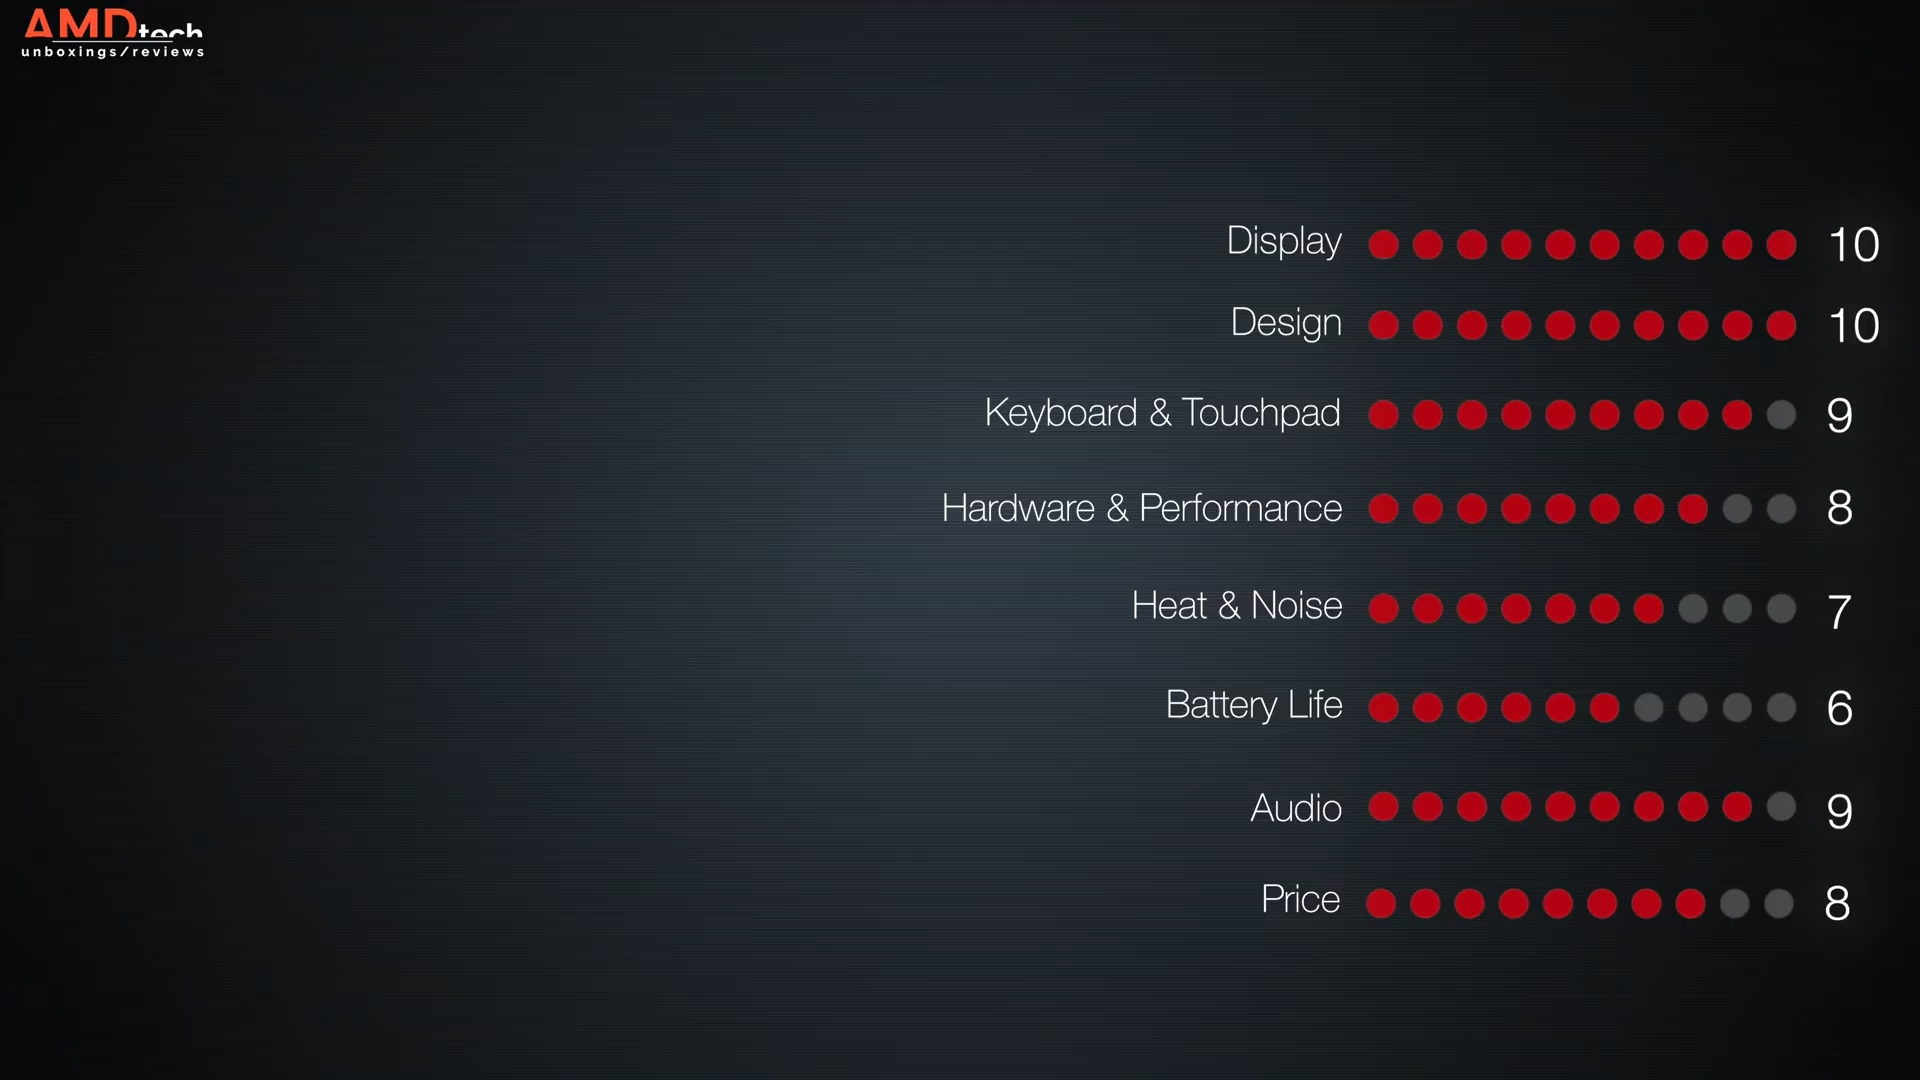 AMDtech
unboxings/reviews
Display 10
Design 10
Keyboard & Touchpad 9
Hardware & Performance 8
Heat & Noise 7
Battery Life 6
Audio 9
Price 8